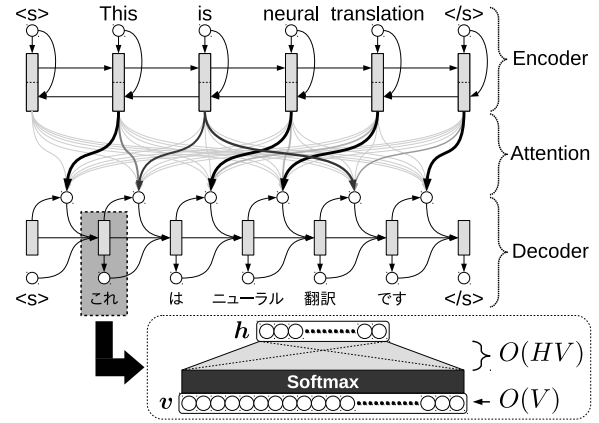 <s> This is neural translation </s>
Encoder
Attention
Decoder
<s> これ は ニューラル 翻訳 です </s>
h
O(HV)
Softmax
v
O(V)